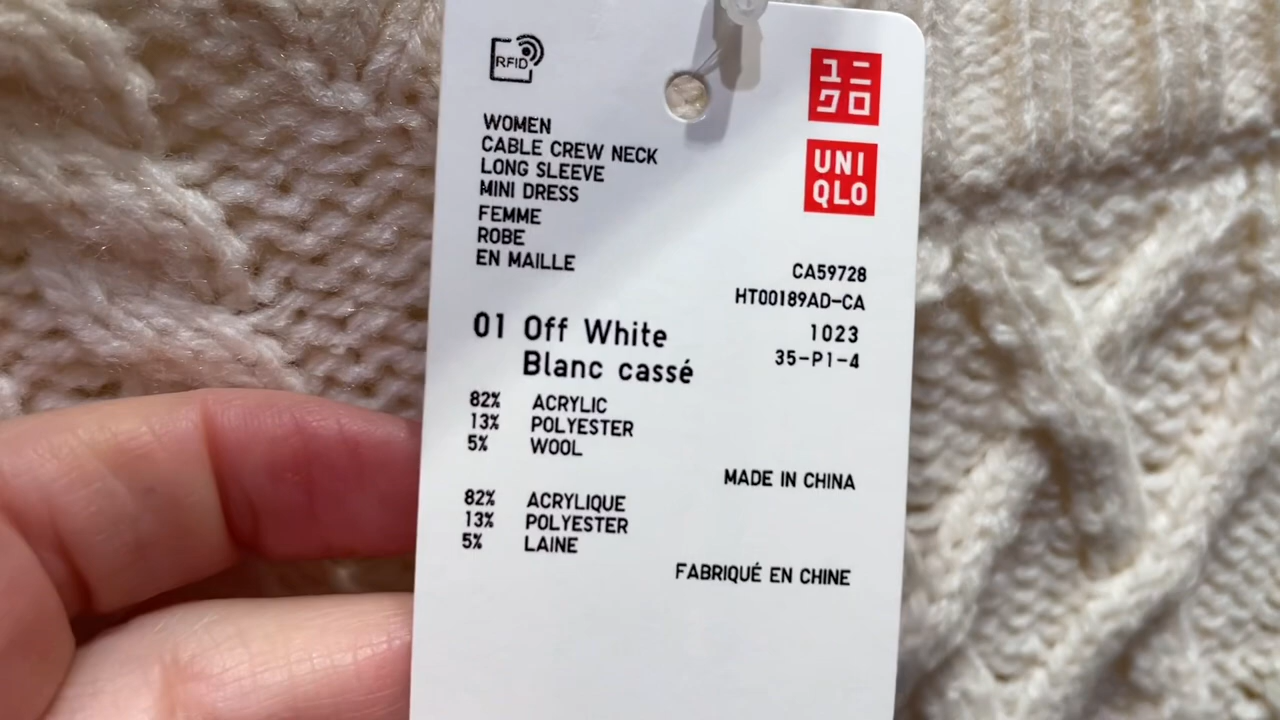 RFID
WOMEN
CABLE CREW NECK
LONG SLEEVE
MINI DRESS
FEMME
ROBE
EN MAILLE
ユニ
クロ
UNI
QLO
CA59728
HT00189AD-CA
1023
35-P1-4
01 Off White
Blanc cassé
82% ACRYLIC
13% POLYESTER
5% WOOL
MADE IN CHINA
82% ACRYLIQUE
13% POLYESTER
5% LAINE
FABRIQUÉ EN CHINE